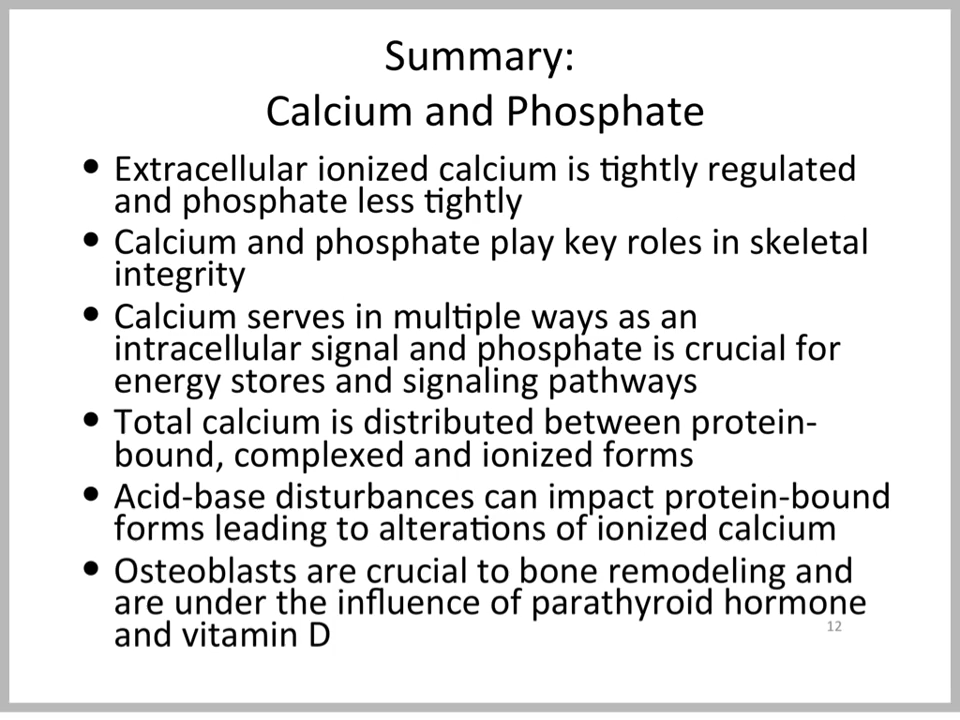 Summary:
Calcium and Phosphate
• Extracellular ionized calcium is tightly regulated
and phosphate less tightly
• Calcium and phosphate play key roles in skeletal
integrity
• Calcium serves in multiple ways as an
intracellular signal and phosphate is crucial for
energy stores and signaling pathways
• Total calcium is distributed between protein-
bound, complexed and ionized forms
• Acid-base disturbances can impact protein-bound
forms leading to alterations of ionized calcium
• Osteoblasts are crucial to bone remodeling and
are under the influence of parathyroid hormone
and vitamin D
12